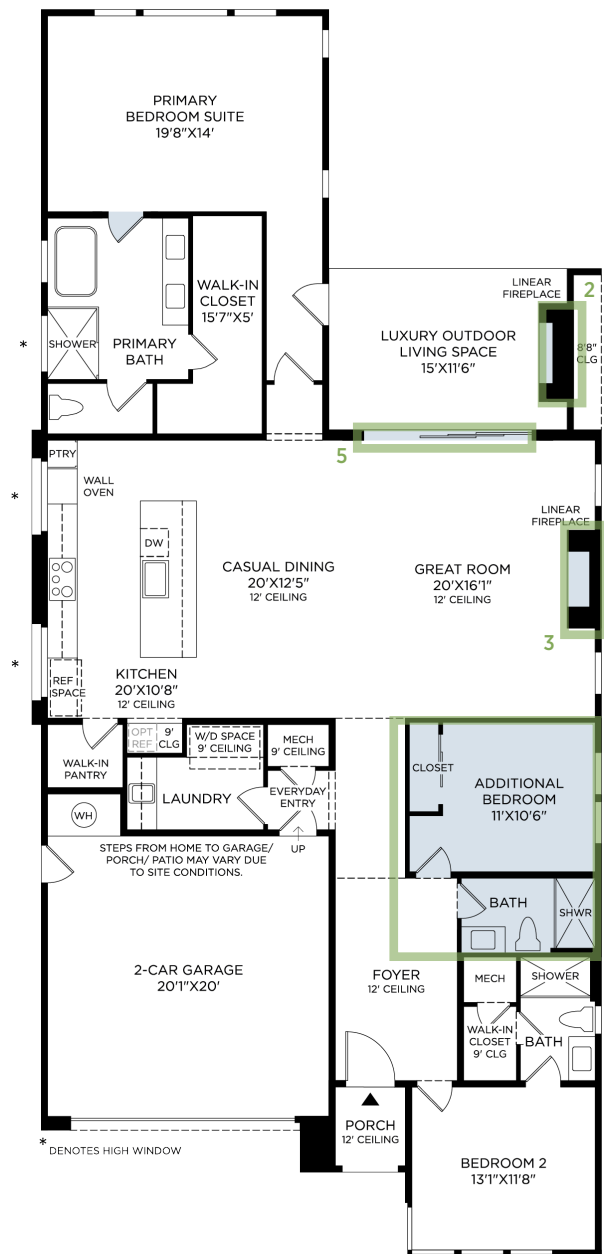 PRIMARY
BEDROOM SUITE
19'8"X14'
WALK-IN
CLOSET
15'7"X5'
SHOWER
PRIMARY
BATH
*
LINEAR
FIREPLACE
2
LUXURY OUTDOOR
LIVING SPACE
15'X11'6"
8'8"
CLG
5
PTRY
WALL
OVEN
*
DW
CASUAL DINING
20'X12'5"
12' CEILING
LINEAR
FIREPLACE
GREAT ROOM
20'X16'1"
12' CEILING
3
*
REF
SPACE
KITCHEN
20'X10'8"
12' CEILING
WALK-IN
PANTRY
OPT
REF
9'
CLG
W/D SPACE
9' CEILING
MECH
9' CEILING
LAUNDRY
EVERYDAY
ENTRY
UP
CLOSET
ADDITIONAL
BEDROOM
11'X10'6"
WH
STEPS FROM HOME TO GARAGE/
PORCH/ PATIO MAY VARY DUE
TO SITE CONDITIONS.
BATH
SHWR
2-CAR GARAGE
20'1"X20'
FOYER
12' CEILING
MECH
SHOWER
WALK-IN
CLOSET
9' CLG
BATH
PORCH
12' CEILING
* DENOTES HIGH WINDOW
BEDROOM 2
13'1"X11'8"